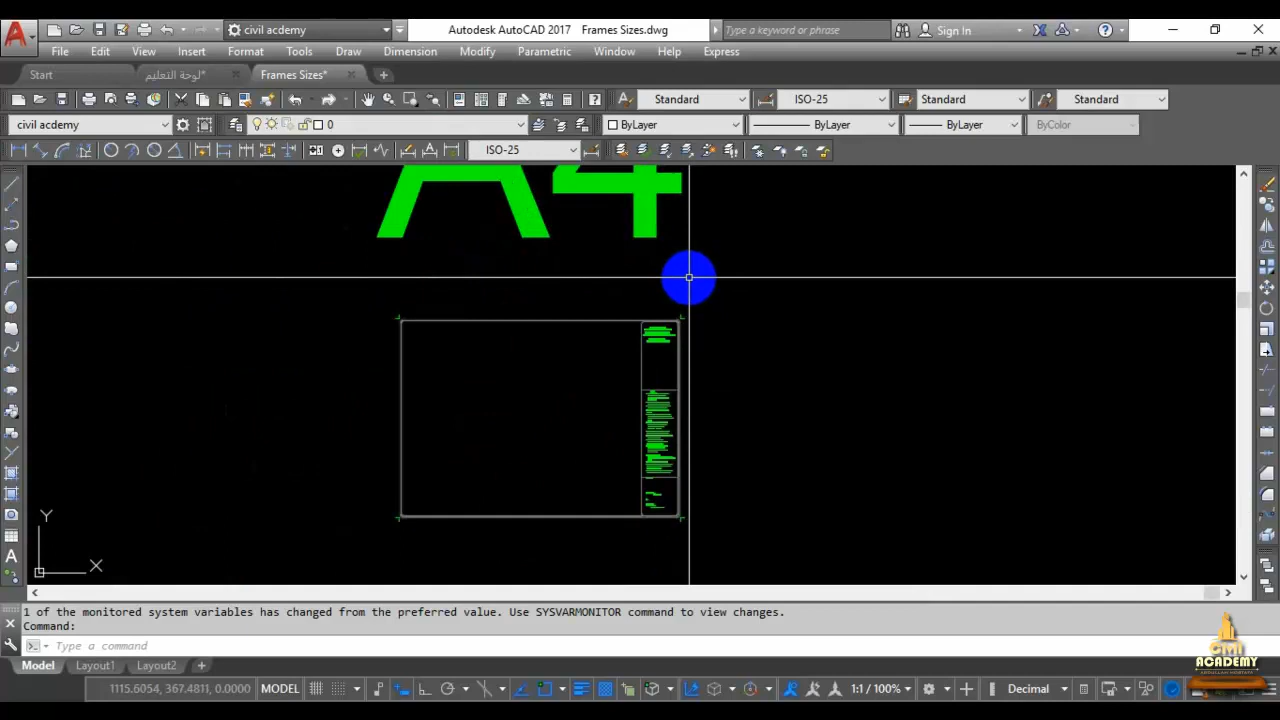 civil acdemy
Autodesk AutoCAD 2017 Frames Sizes.dwg
Type a keyword or phrase
Sign In
File Edit View Insert Format Tools Draw Dimension Modify Parametric Window Help Express
Start
لوحة التعليم*
Frames Sizes*
Standard
ISO-25
Standard
Standard
civil acdemy
0
ByLayer
ByLayer
ByLayer
ByColor
ISO-25
A4
Y
X
1 of the monitored system variables has changed from the preferred value. Use SYSVARMONITOR command to view changes.
Command:
Type a command
Model Layout1 Layout2
1115.6054, 367.4811, 0.0000 MODEL
1:1 / 100%
Decimal
CIVIL
ACADEMY